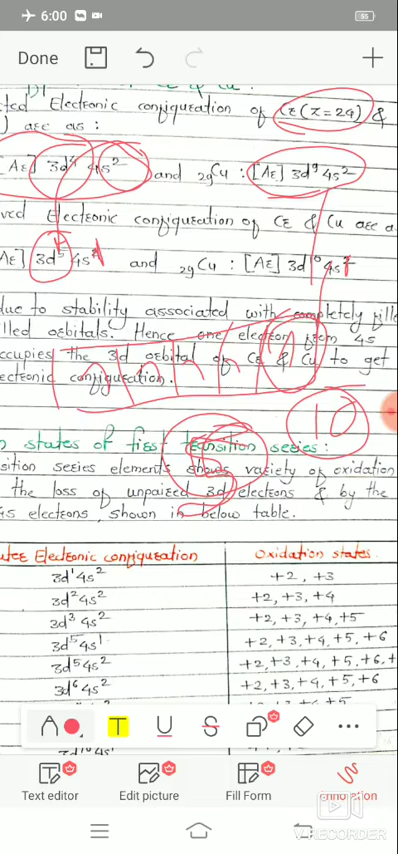 6:00
85
Done
cted Electronic configuration of Cr (Z=24) &
) are as :
[Ar] 3d⁴ 4s² and ₂₉Cu : [Ar] 3d⁹ 4s²
ved Electronic configuration of Cr & Cu are a
Ar] 3d⁵ 4s¹ and ₂₉Cu : [Ar] 3d¹⁰ 4s¹
due to stability associated with completely fille
lled orbitals. Hence one electron from 4s
ccupies the 3d orbital of Cr & Cu to get
ectronic configuration.
10
n states of first transition series :
sition series elements shows variety of oxidation
the loss of unpaired 3d electrons & by the
4s electrons, shown in below table.
uter Electronic configuration Oxidation states
3d¹ 4s² +2, +3
3d² 4s² +2, +3, +4
3d³ 4s² +2, +3, +4, +5
3d⁵ 4s¹ +2, +3, +4, +5, +6
3d⁵ 4s² +2, +3, +4, +5, +6, +
3d⁶ 4s² +2, +3, +4, +5, +6
T U S
Text editor Edit picture Fill Form Annotation
V RECORDER